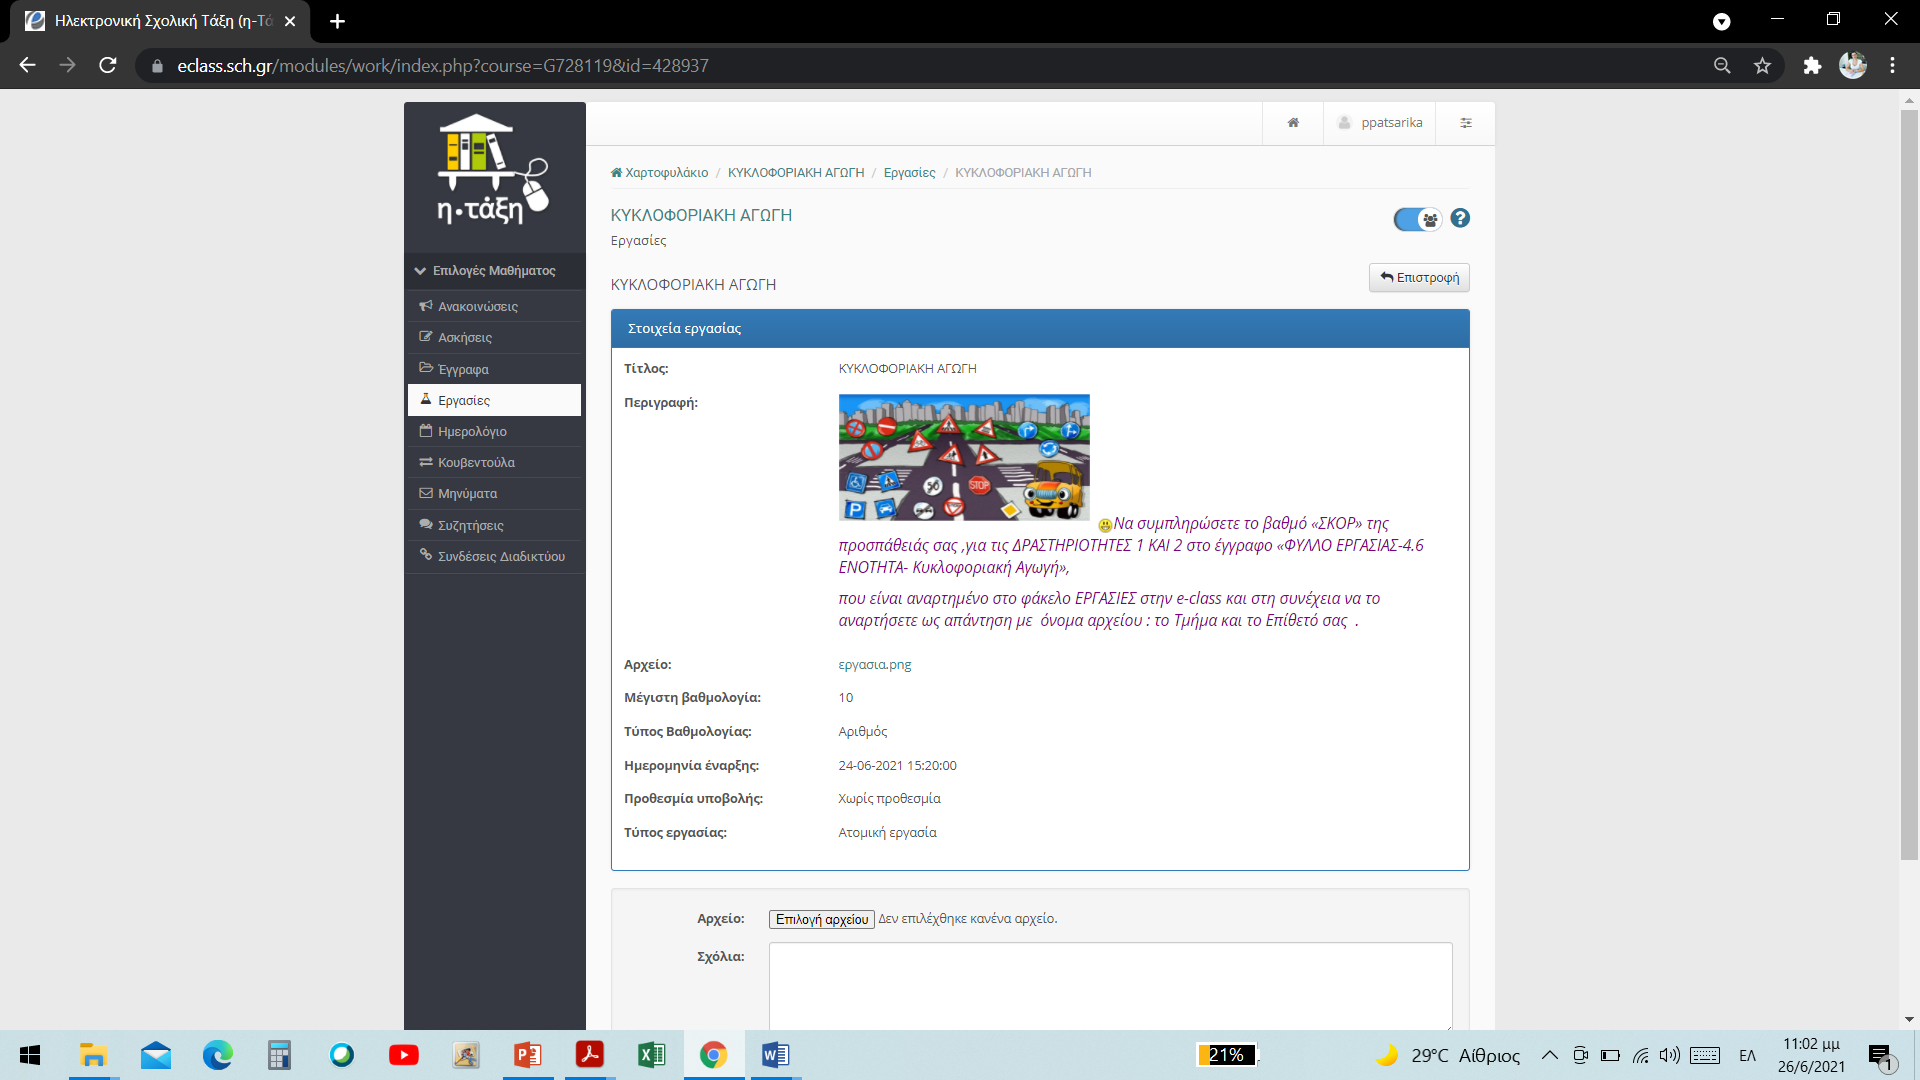 Ηλεκτρονική Σχολική Τάξη (η-Τά
eclass.sch.gr/modules/work/index.php?course=G728119&id=428937
η·τάξη
ppatsarika
Χαρτοφυλάκιο / ΚΥΚΛΟΦΟΡΙΑΚΗ ΑΓΩΓΗ / Εργασίες / ΚΥΚΛΟΦΟΡΙΑΚΗ ΑΓΩΓΗ
ΚΥΚΛΟΦΟΡΙΑΚΗ ΑΓΩΓΗ
Εργασίες
ΚΥΚΛΟΦΟΡΙΑΚΗ ΑΓΩΓΗ
Επιστροφή
Επιλογές Μαθήματος
Ανακοινώσεις
Ασκήσεις
Έγγραφα
Εργασίες
Ημερολόγιο
Κουβεντούλα
Μηνύματα
Συζητήσεις
Συνδέσεις Διαδικτύου
Στοιχεία εργασίας
Τίτλος: ΚΥΚΛΟΦΟΡΙΑΚΗ ΑΓΩΓΗ
Περιγραφή:
50
STOP
P
Να συμπληρώσετε το βαθμό «ΣΚΟΡ» της
προσπάθειάς σας ,για τις ΔΡΑΣΤΗΡΙΟΤΗΤΕΣ 1 ΚΑΙ 2 στο έγγραφο «ΦΥΛΛΟ ΕΡΓΑΣΙΑΣ-4.6
ΕΝΟΤΗΤΑ- Κυκλοφοριακή Αγωγή»,
που είναι αναρτημένο στο φάκελο ΕΡΓΑΣΙΕΣ στην e-class και στη συνέχεια να το
αναρτήσετε ως απάντηση με όνομα αρχείου : το Τμήμα και το Επίθετό σας .
Αρχείο: εργασια.png
Μέγιστη βαθμολογία: 10
Τύπος Βαθμολογίας: Αριθμός
Ημερομηνία έναρξης: 24-06-2021 15:20:00
Προθεσμία υποβολής: Χωρίς προθεσμία
Τύπος εργασίας: Ατομική εργασία
Αρχείο: Επιλογή αρχείου Δεν επιλέχθηκε κανένα αρχείο.
Σχόλια:
21%
29°C Αίθριος
ΕΛ
11:02 μμ
26/6/2021
1